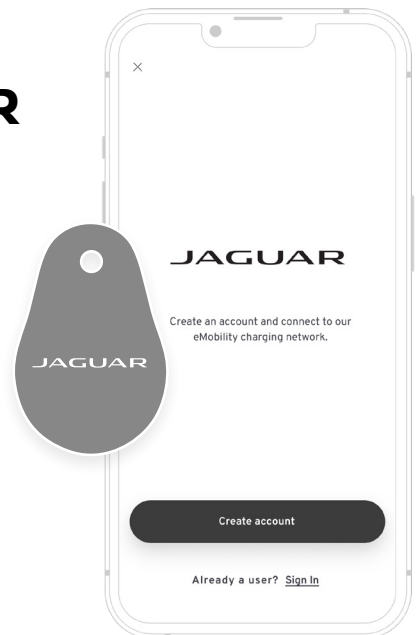 R
JAGUAR
Create an account and connect to our
eMobility charging network.
JAGUAR
Create account
Already a user? Sign In